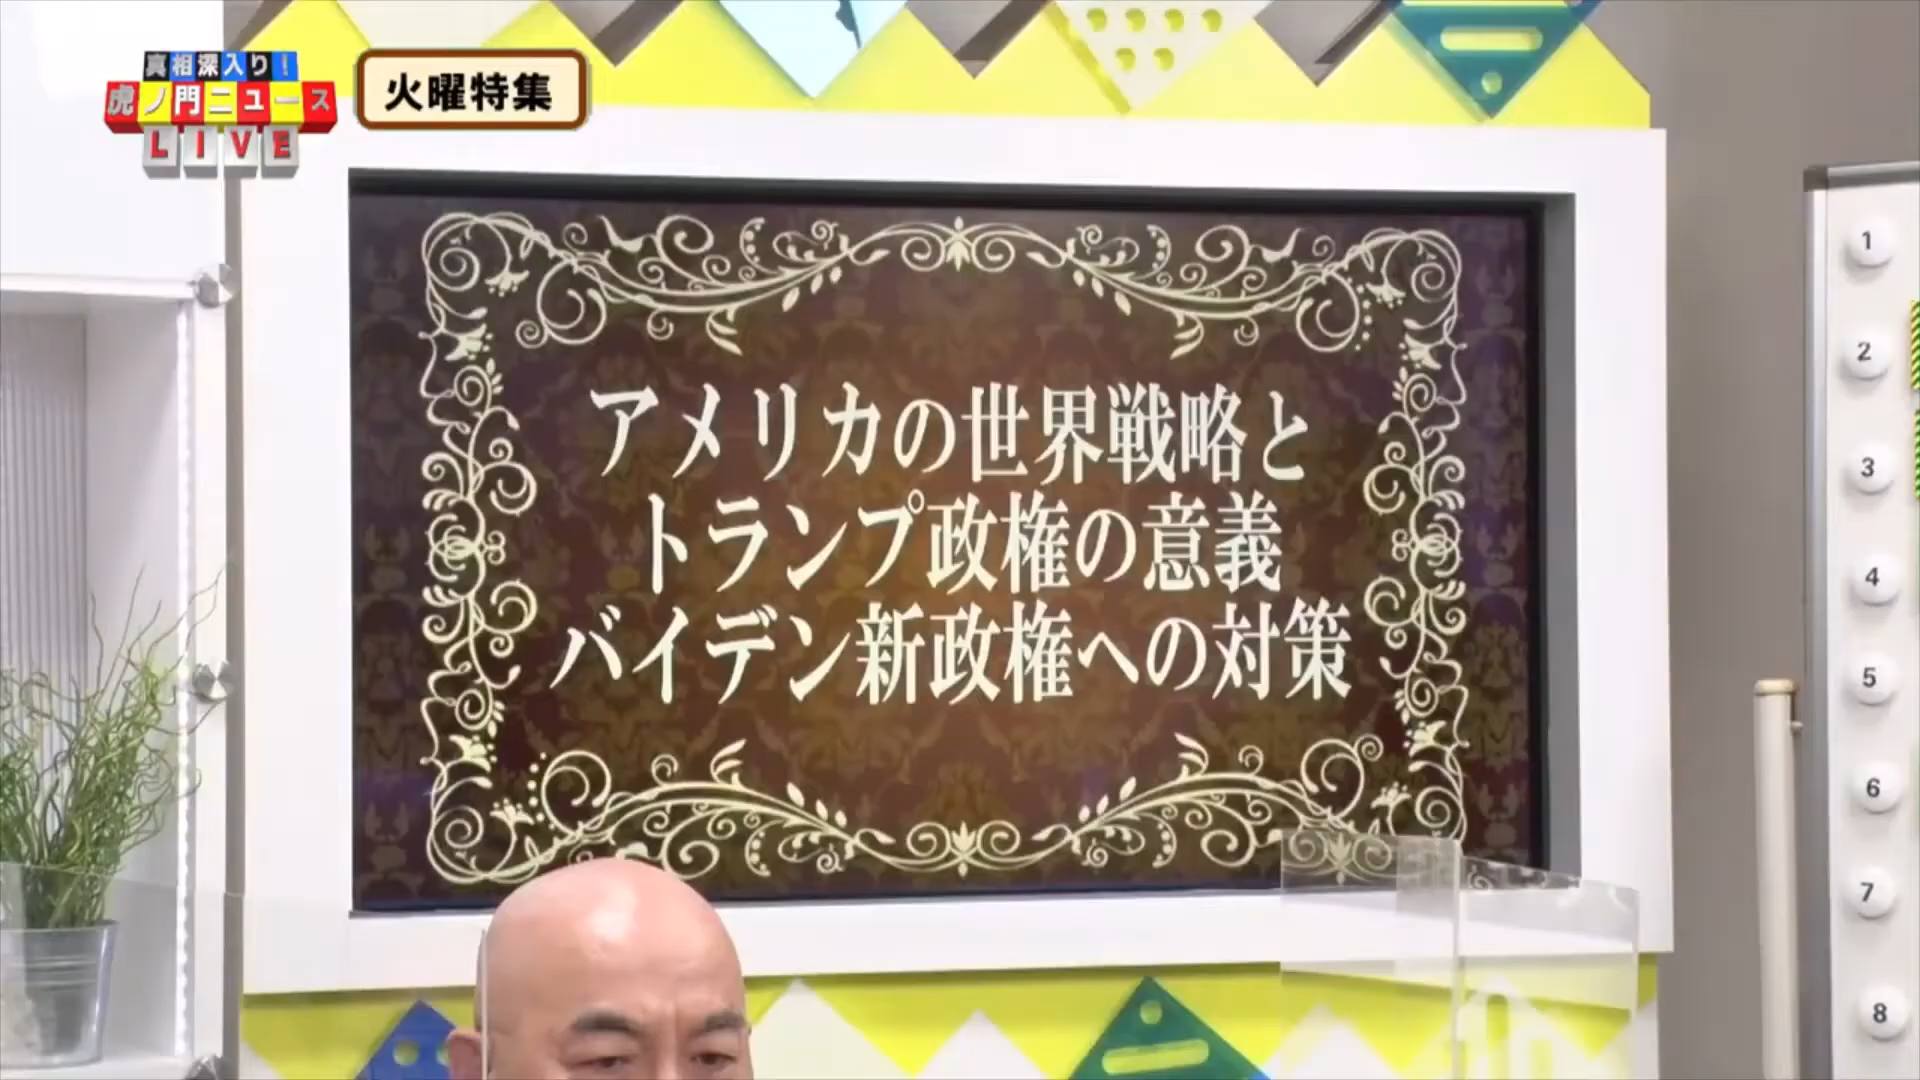 真相深入り!
虎ノ門ニュース
LIVE
火曜特集
アメリカの世界戦略と
トランプ政権の意義
バイデン新政権への対策
1
2
3
4
5
6
7
8